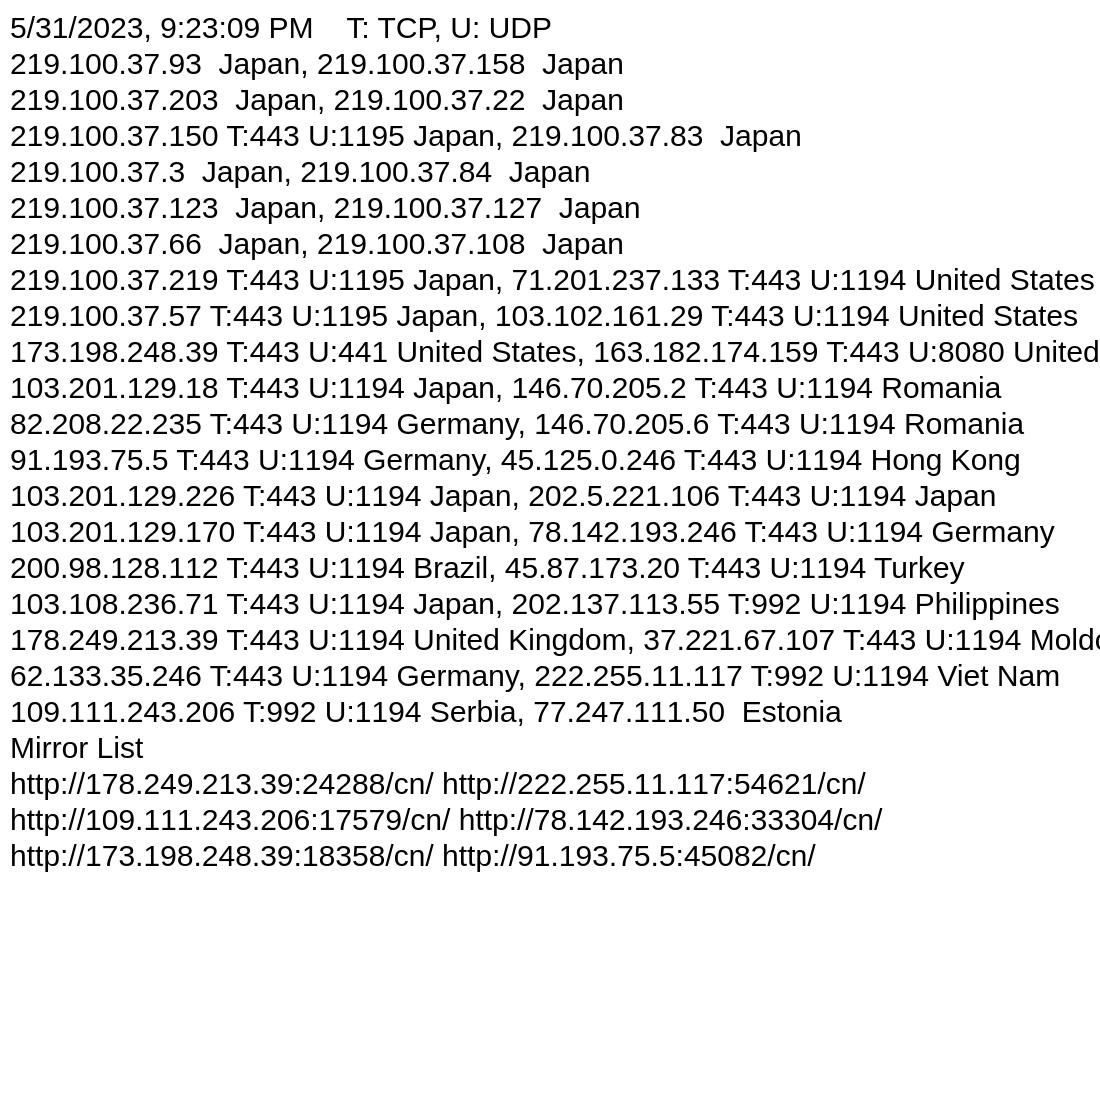 5/31/2023, 9:23:09 PM    T: TCP, U: UDP
219.100.37.93  Japan, 219.100.37.158  Japan
219.100.37.203  Japan, 219.100.37.22  Japan
219.100.37.150 T:443 U:1195 Japan, 219.100.37.83  Japan
219.100.37.3  Japan, 219.100.37.84  Japan
219.100.37.123  Japan, 219.100.37.127  Japan
219.100.37.66  Japan, 219.100.37.108  Japan
219.100.37.219 T:443 U:1195 Japan, 71.201.237.133 T:443 U:1194 United States
219.100.37.57 T:443 U:1195 Japan, 103.102.161.29 T:443 U:1194 United States
173.198.248.39 T:443 U:441 United States, 163.182.174.159 T:443 U:8080 United
103.201.129.18 T:443 U:1194 Japan, 146.70.205.2 T:443 U:1194 Romania
82.208.22.235 T:443 U:1194 Germany, 146.70.205.6 T:443 U:1194 Romania
91.193.75.5 T:443 U:1194 Germany, 45.125.0.246 T:443 U:1194 Hong Kong
103.201.129.226 T:443 U:1194 Japan, 202.5.221.106 T:443 U:1194 Japan
103.201.129.170 T:443 U:1194 Japan, 78.142.193.246 T:443 U:1194 Germany
200.98.128.112 T:443 U:1194 Brazil, 45.87.173.20 T:443 U:1194 Turkey
103.108.236.71 T:443 U:1194 Japan, 202.137.113.55 T:992 U:1194 Philippines
178.249.213.39 T:443 U:1194 United Kingdom, 37.221.67.107 T:443 U:1194
62.133.35.246 T:443 U:1194 Germany, 222.255.11.117 T:992 U:1194 Viet Nam
109.111.243.206 T:992 U:1194 Serbia, 77.247.111.50  Estonia
Mirror List
http://178.249.213.39:24288/cn/ http://222.255.11.117:54621/cn/
http://109.111.243.206:17579/cn/ http://78.142.193.246:33304/cn/
http://173.198.248.39:18358/cn/ http://91.193.75.5:45082/cn/